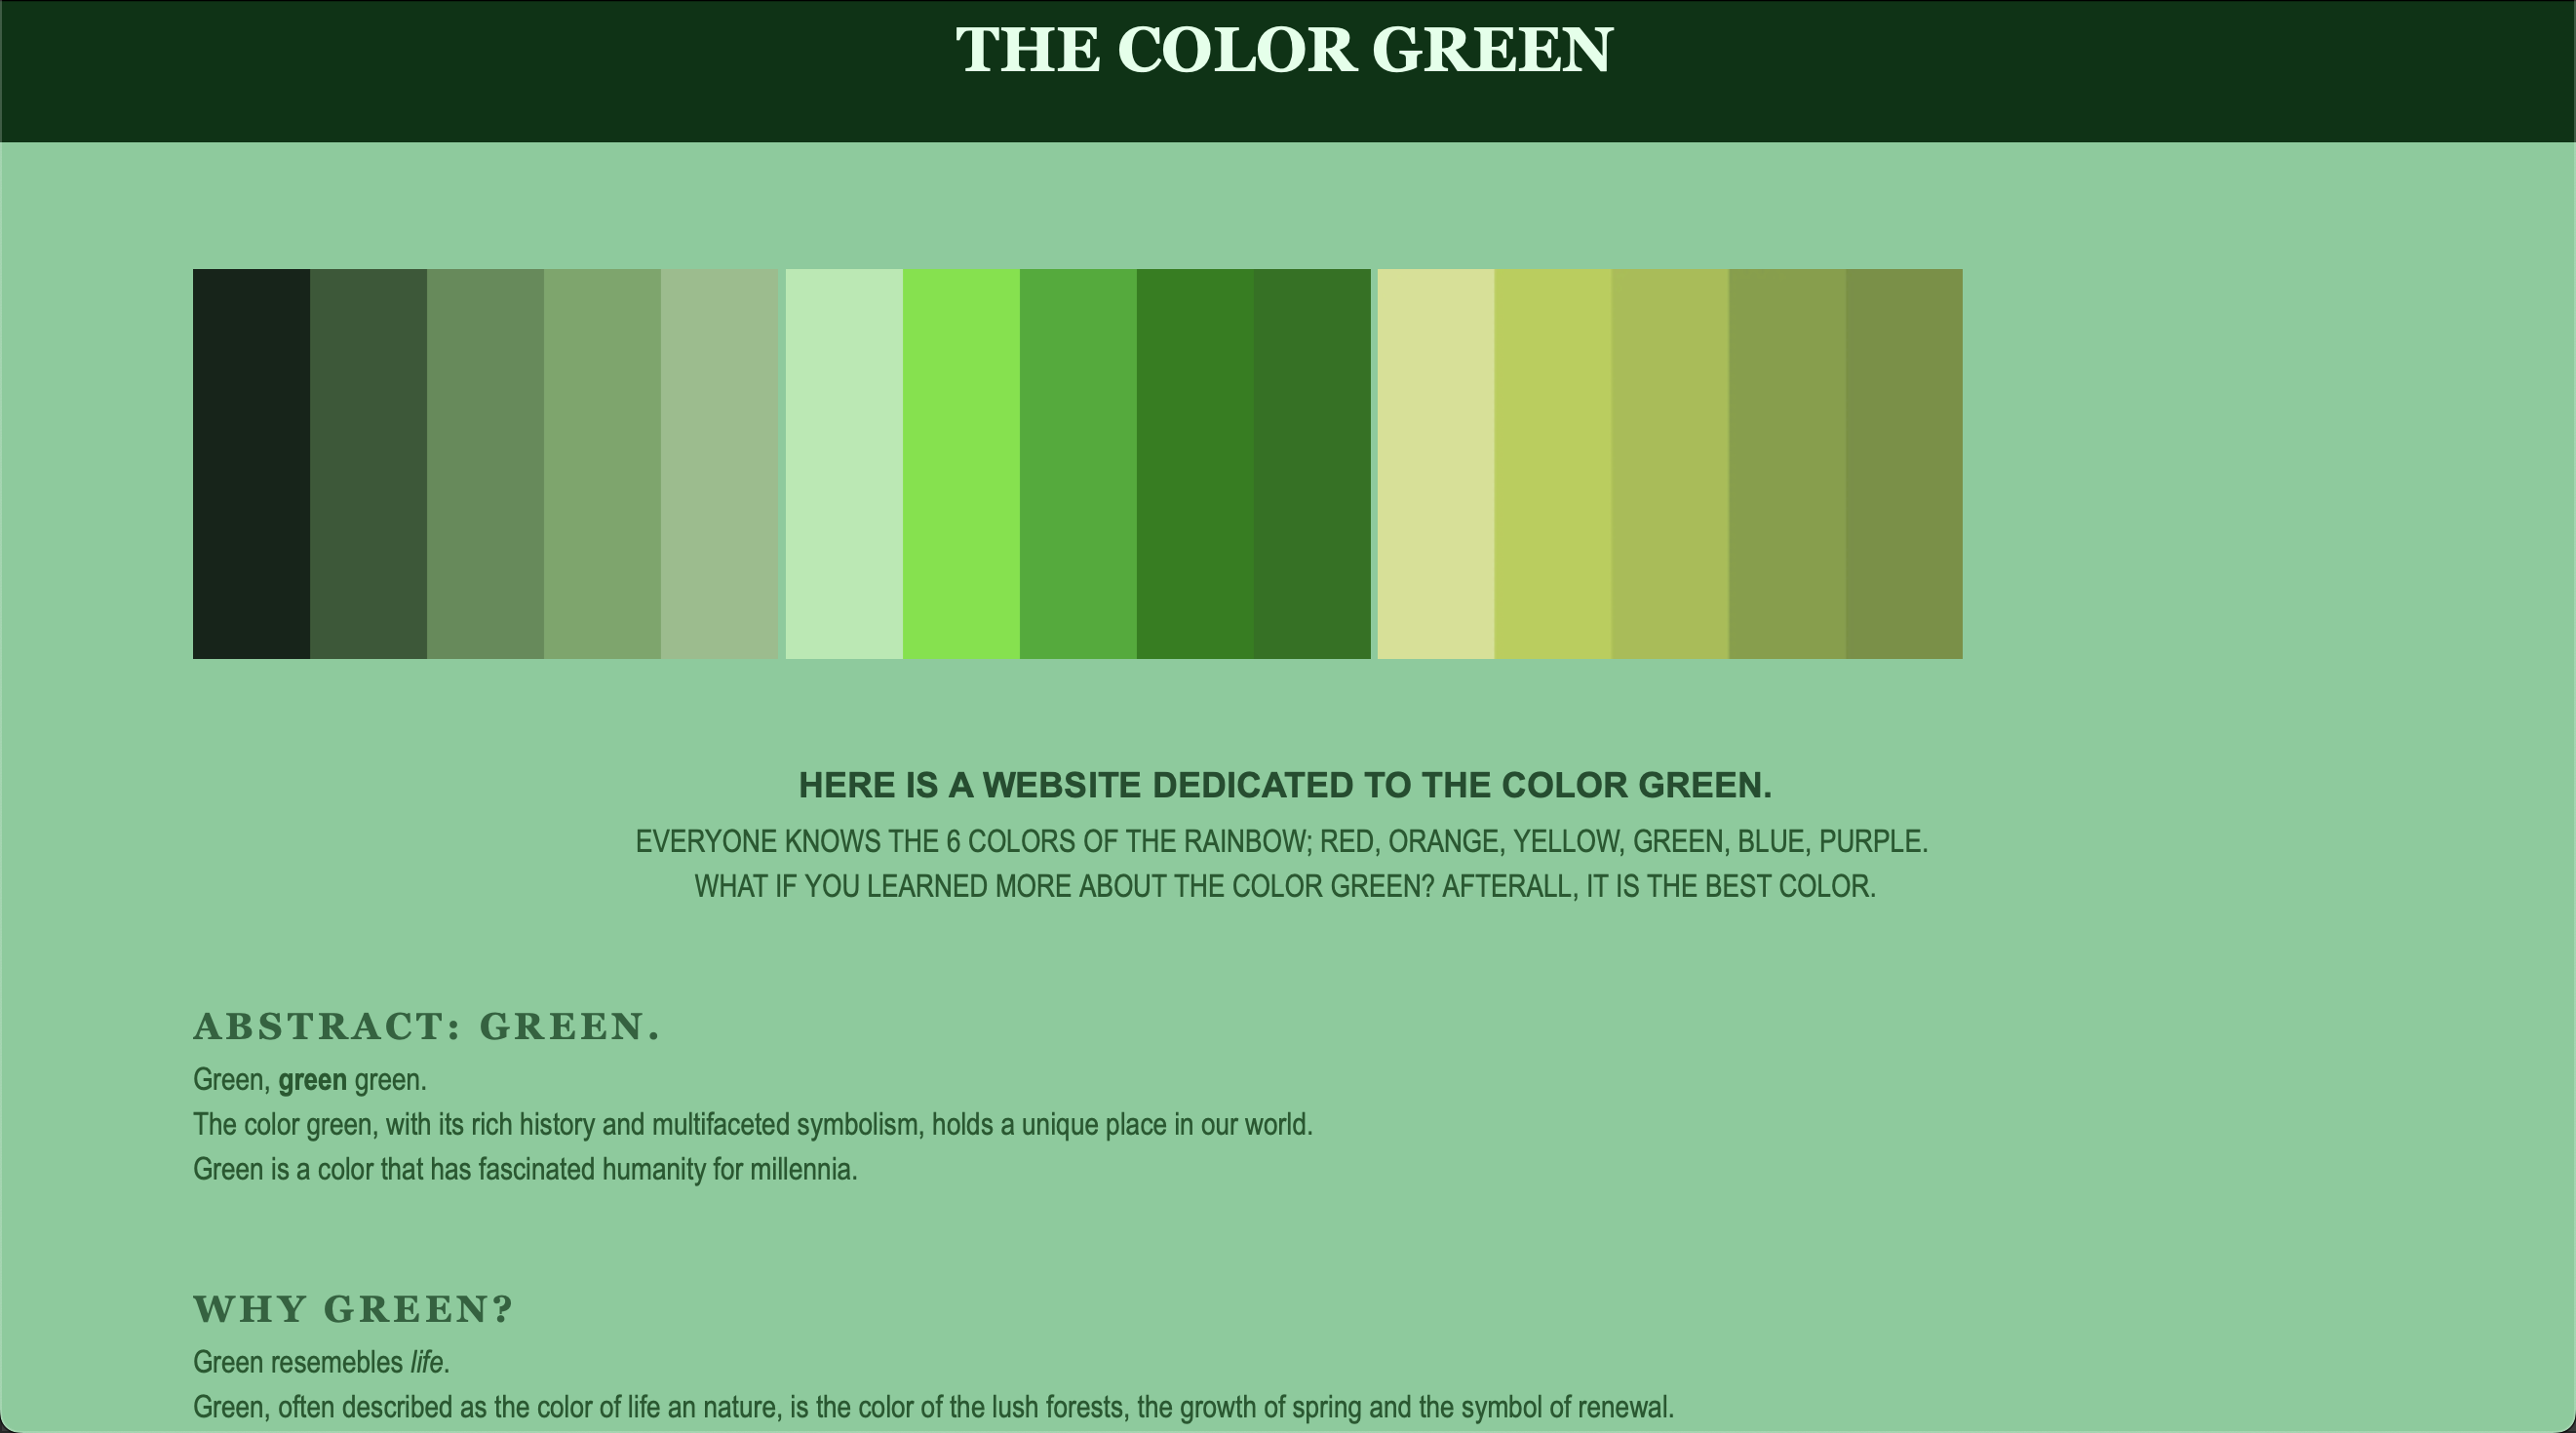 THE COLOR GREEN
HERE IS A WEBSITE DEDICATED TO THE COLOR GREEN.
EVERYONE KNOWS THE 6 COLORS OF THE RAINBOW; RED, ORANGE, YELLOW, GREEN, BLUE, PURPLE.
WHAT IF YOU LEARNED MORE ABOUT THE COLOR GREEN? AFTERALL, IT IS THE BEST COLOR.
ABSTRACT: GREEN.
Green, green green.
The color green, with its rich history and multifaceted symbolism, holds a unique place in our world.
Green is a color that has fascinated humanity for millennia.
WHY GREEN?
Green resemebles life.
Green, often described as the color of life an nature, is the color of the lush forests, the growth of spring and the symbol of renewal.